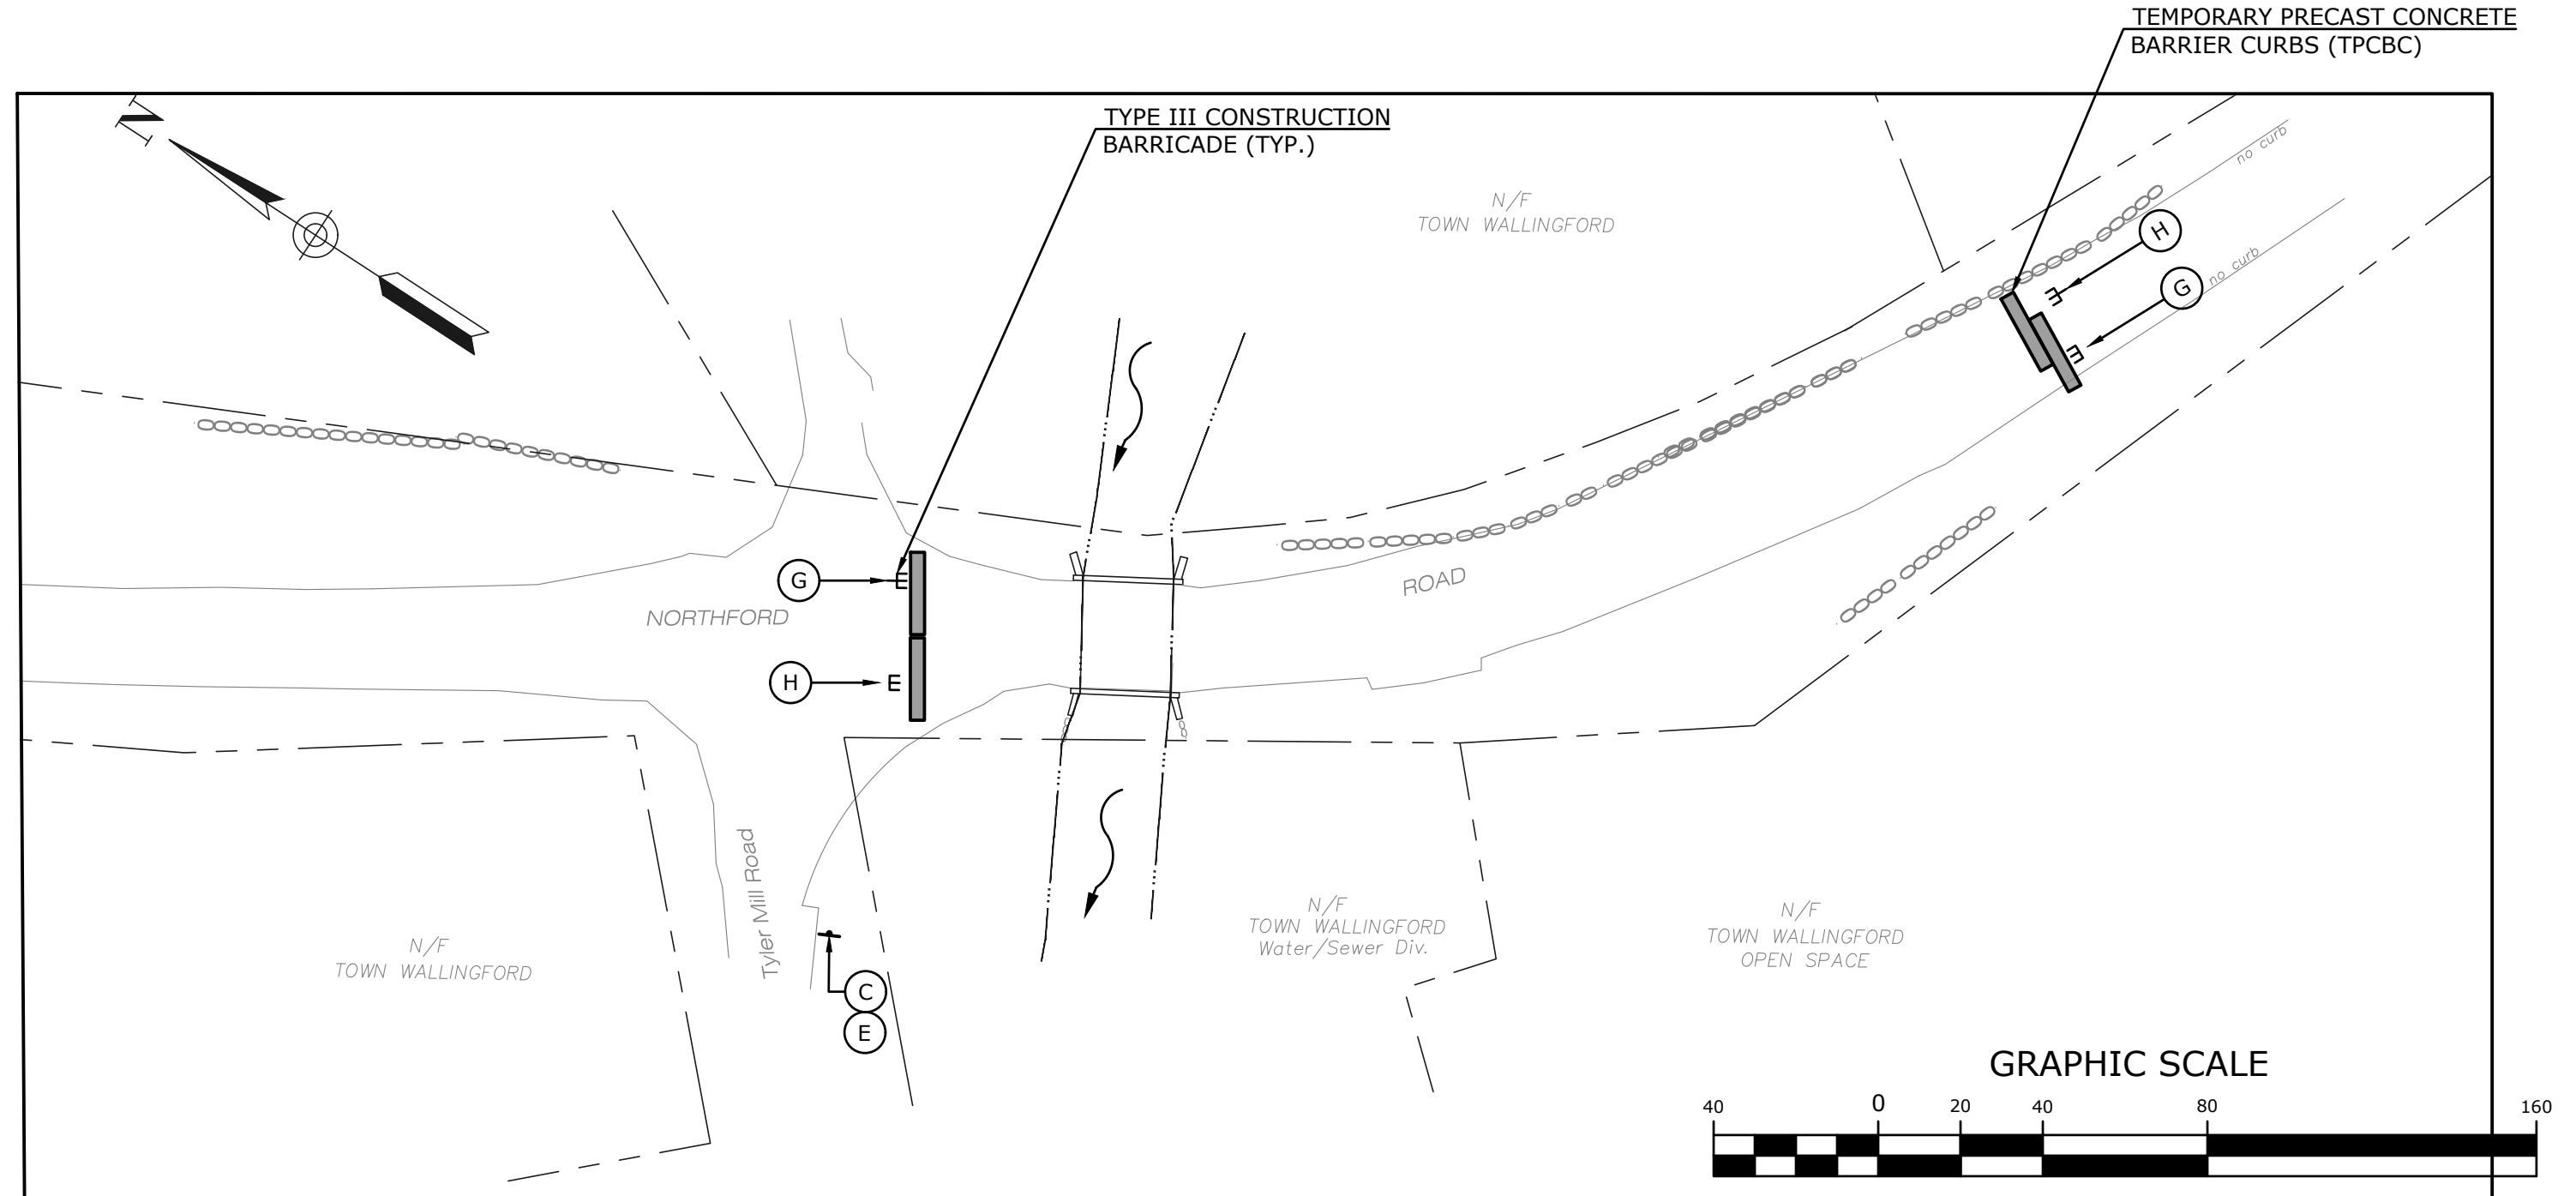 TEMPORARY PRECAST CONCRETE
BARRIER CURBS (TPCBC)
N
TYPE III CONSTRUCTION
BARRICADE (TYP.)
no curb
N/F
TOWN WALLINGFORD
H
G
no curb
G
NORTHFORD
ROAD
H
Tyler Mill Road
N/F
TOWN WALLINGFORD
C
E
N/F
TOWN WALLINGFORD
Water/Sewer Div.
N/F
TOWN WALLINGFORD
OPEN SPACE
GRAPHIC SCALE
40 0 20 40 80 160